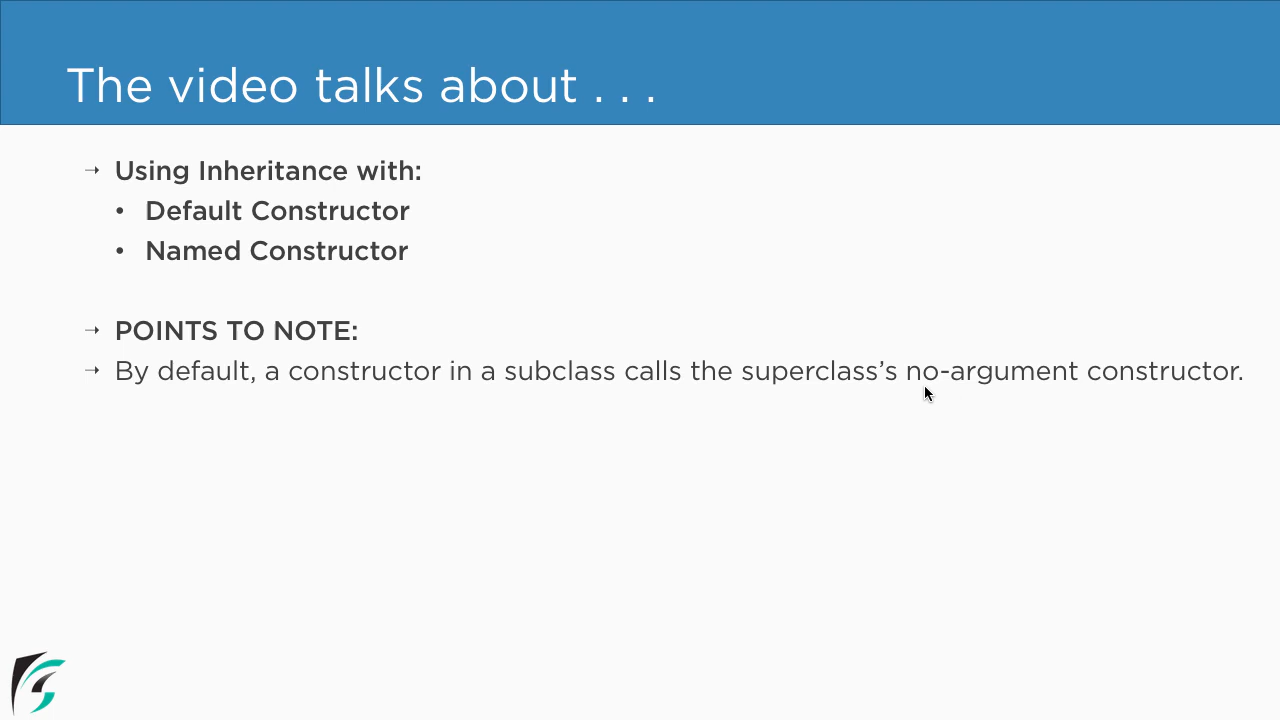 The video talks about . . .
➝ Using Inheritance with:
• Default Constructor
• Named Constructor
➝ POINTS TO NOTE:
➝ By default, a constructor in a subclass calls the superclass’s no-argument constructor.